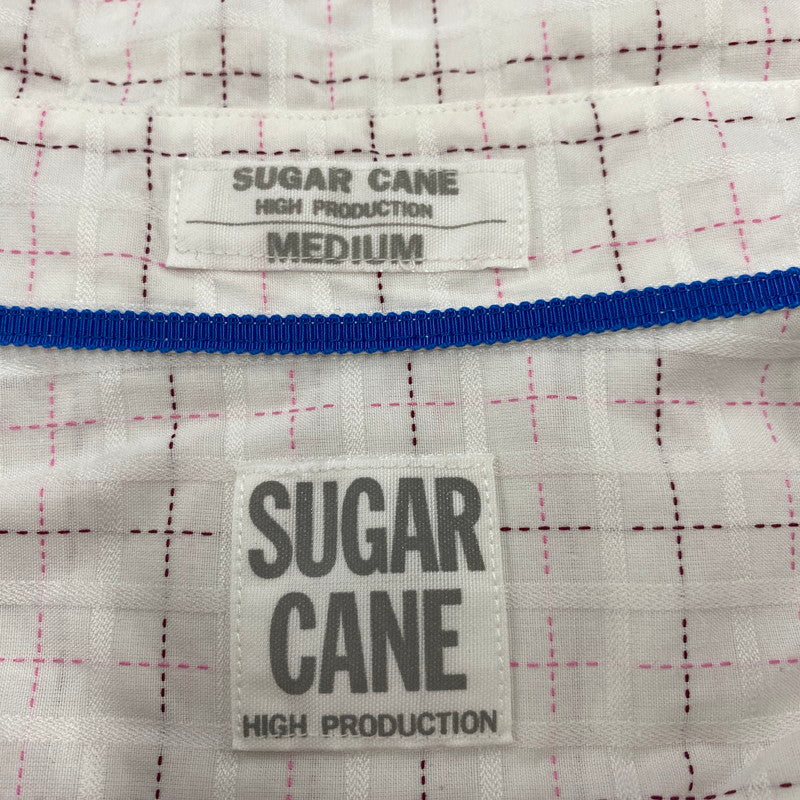 SUGAR CANE
HIGH PRODUCTION
MEDIUM
SUGAR
CANE
HIGH PRODUCTION